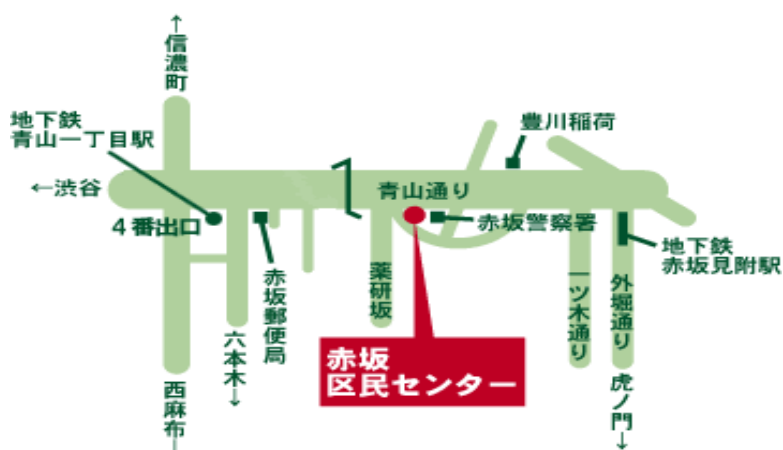 ↑信濃町
地下鉄
青山一丁目駅
豊川稲荷
←渋谷
青山通り
4番出口
赤坂警察署
地下鉄
赤坂見附駅
薬研坂
赤坂郵便局
一ツ木通り
外堀通り
六本木↓
赤坂
区民センター
西麻布↓
虎ノ門↓